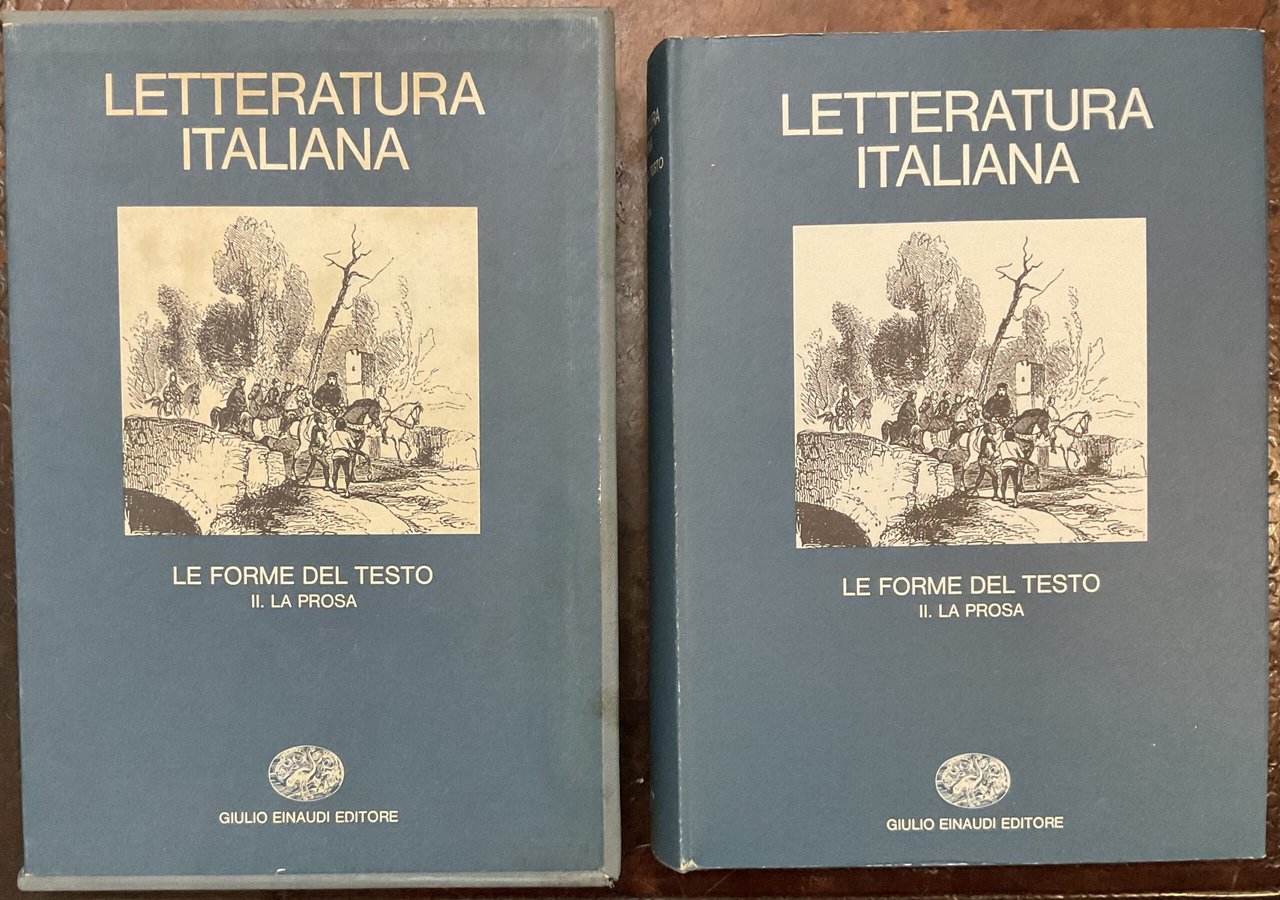 LETTERATURA
ITALIANA
LE FORME DEL TESTO
II. LA PROSA
GIULIO EINAUDI EDITORE
LETTERATURA
ITALIANA
LE FORME DEL TESTO
II. LA PROSA
GIULIO EINAUDI EDITORE